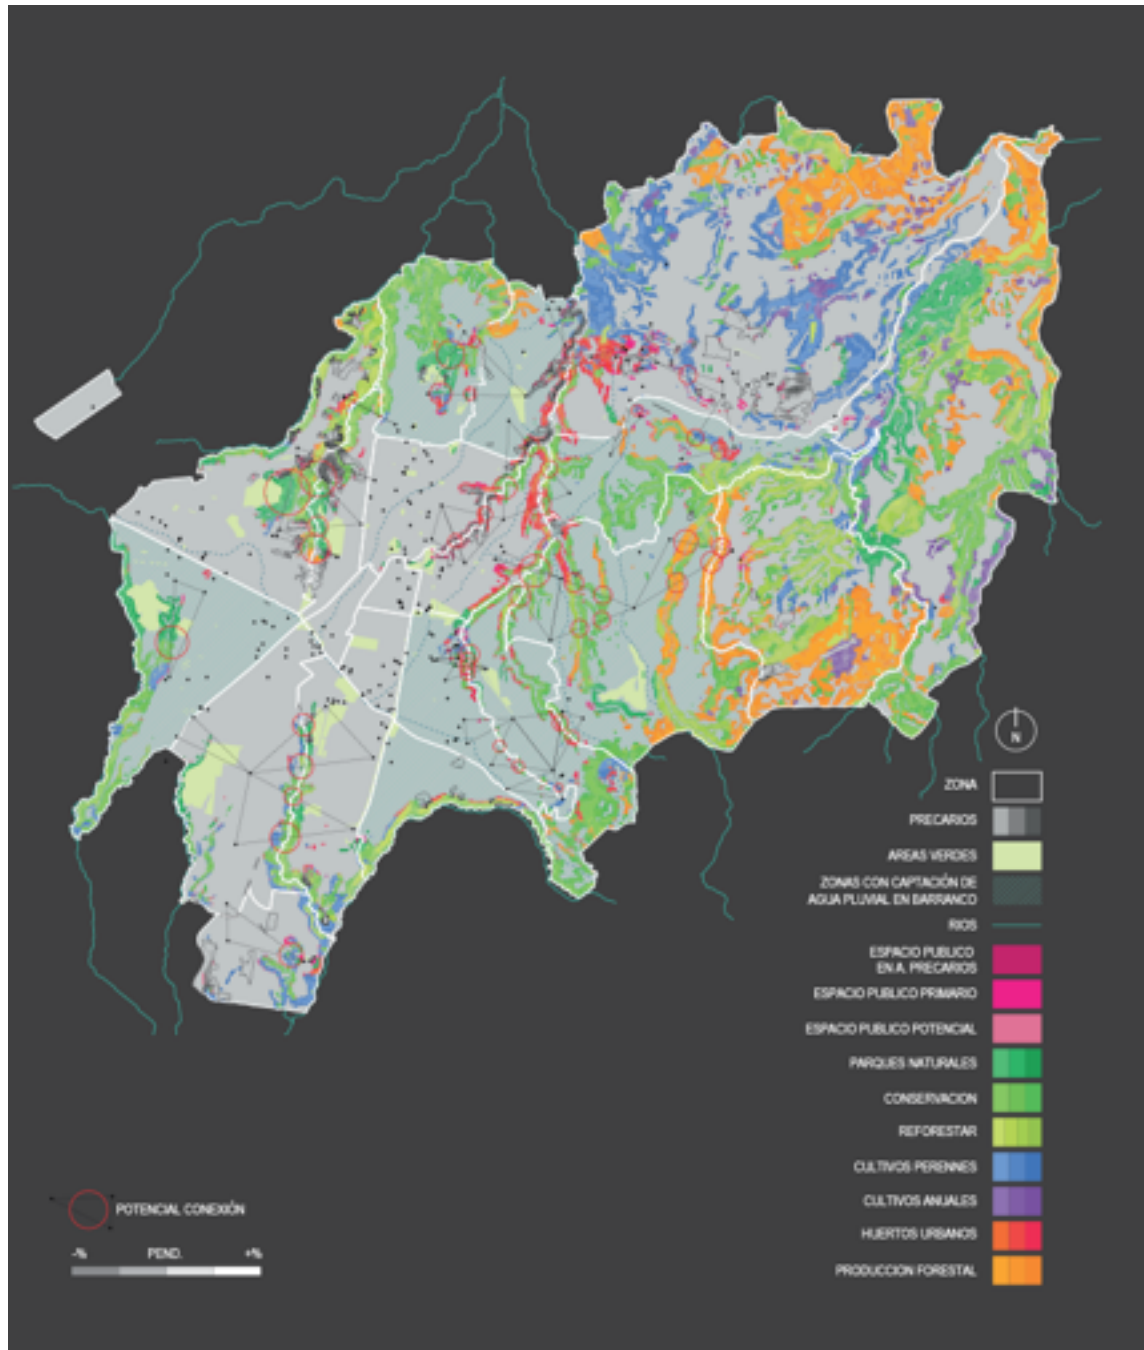 N
ZONA
PRECARIOS
AREAS VERDES
ZONAS CON CAPTACIÓN DE
AGUA PLUVIAL EN BARRANCO
RIOS
ESPACIO PUBLICO
EN A. PRECARIOS
ESPACIO PUBLICO PRIMARIO
ESPACIO PUBLICO POTENCIAL
PARQUES NATURALES
CONSERVACION
REFORESTAR
CULTIVOS PERENNES
CULTIVOS ANUALES
HUERTOS URBANOS
PRODUCCION FORESTAL
POTENCIAL CONEXIÓN
-% PEND. +%